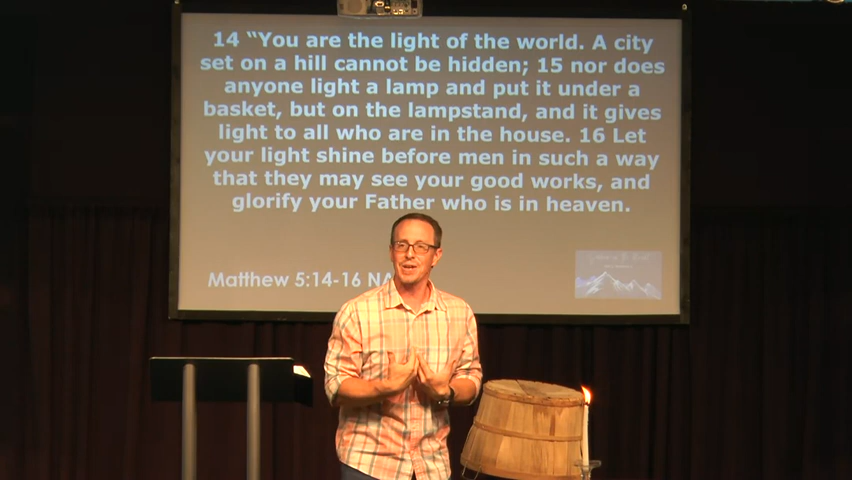 14 “You are the light of the world. A city
set on a hill cannot be hidden; 15 nor does
anyone light a lamp and put it under a
basket, but on the lampstand, and it gives
light to all who are in the house. 16 Let
your light shine before men in such a way
that they may see your good works, and
glorify your Father who is in heaven.
Matthew 5:14-16 NA